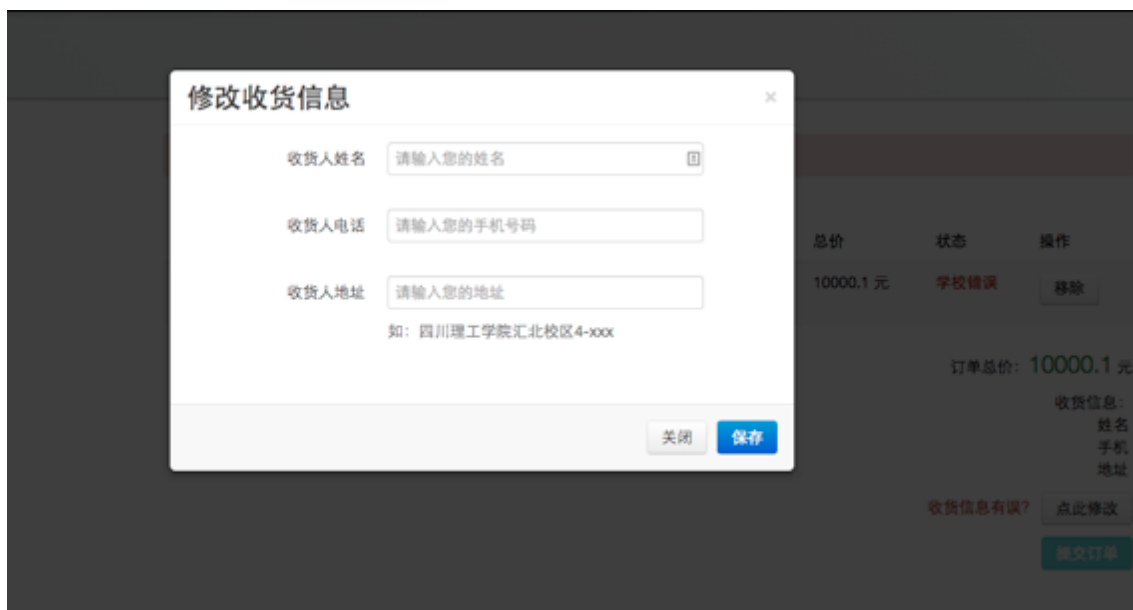 修改收货信息
×
收货人姓名 请输入您的姓名
收货人电话 请输入您的手机号码
总价 状态 操作
收货人地址 请输入您的地址
10000.1 元 学校错误 移除
如：四川理工学院汇北校区4-xxx
订单总价：10000.1 元
收货信息：
姓名
手机
地址
关闭 保存
收货信息有误？ 点此修改
提交订单